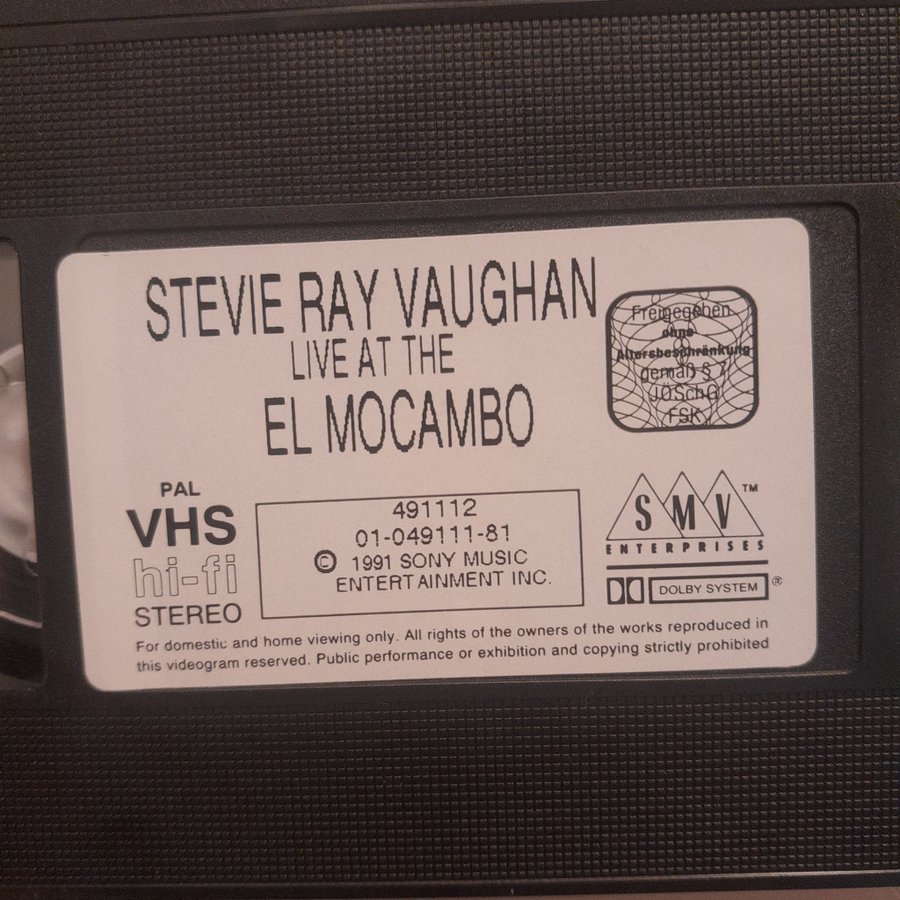 STEVIE RAY VAUGHAN
LIVE AT THE
EL MOCAMBO
Freigegeben
ohne
Altersbeschränkung
gemäß § 7
JÖSchG
FSK
PAL
VHS
hi-fi
STEREO
491112
01-049111-81
© 1991 SONY MUSIC
ENTERTAINMENT INC.
SMV™
ENTERPRISES
DOLBY SYSTEM®
For domestic and home viewing only. All rights of the owners of the works reproduced in
this videogram reserved. Public performance or exhibition and copying strictly prohibited